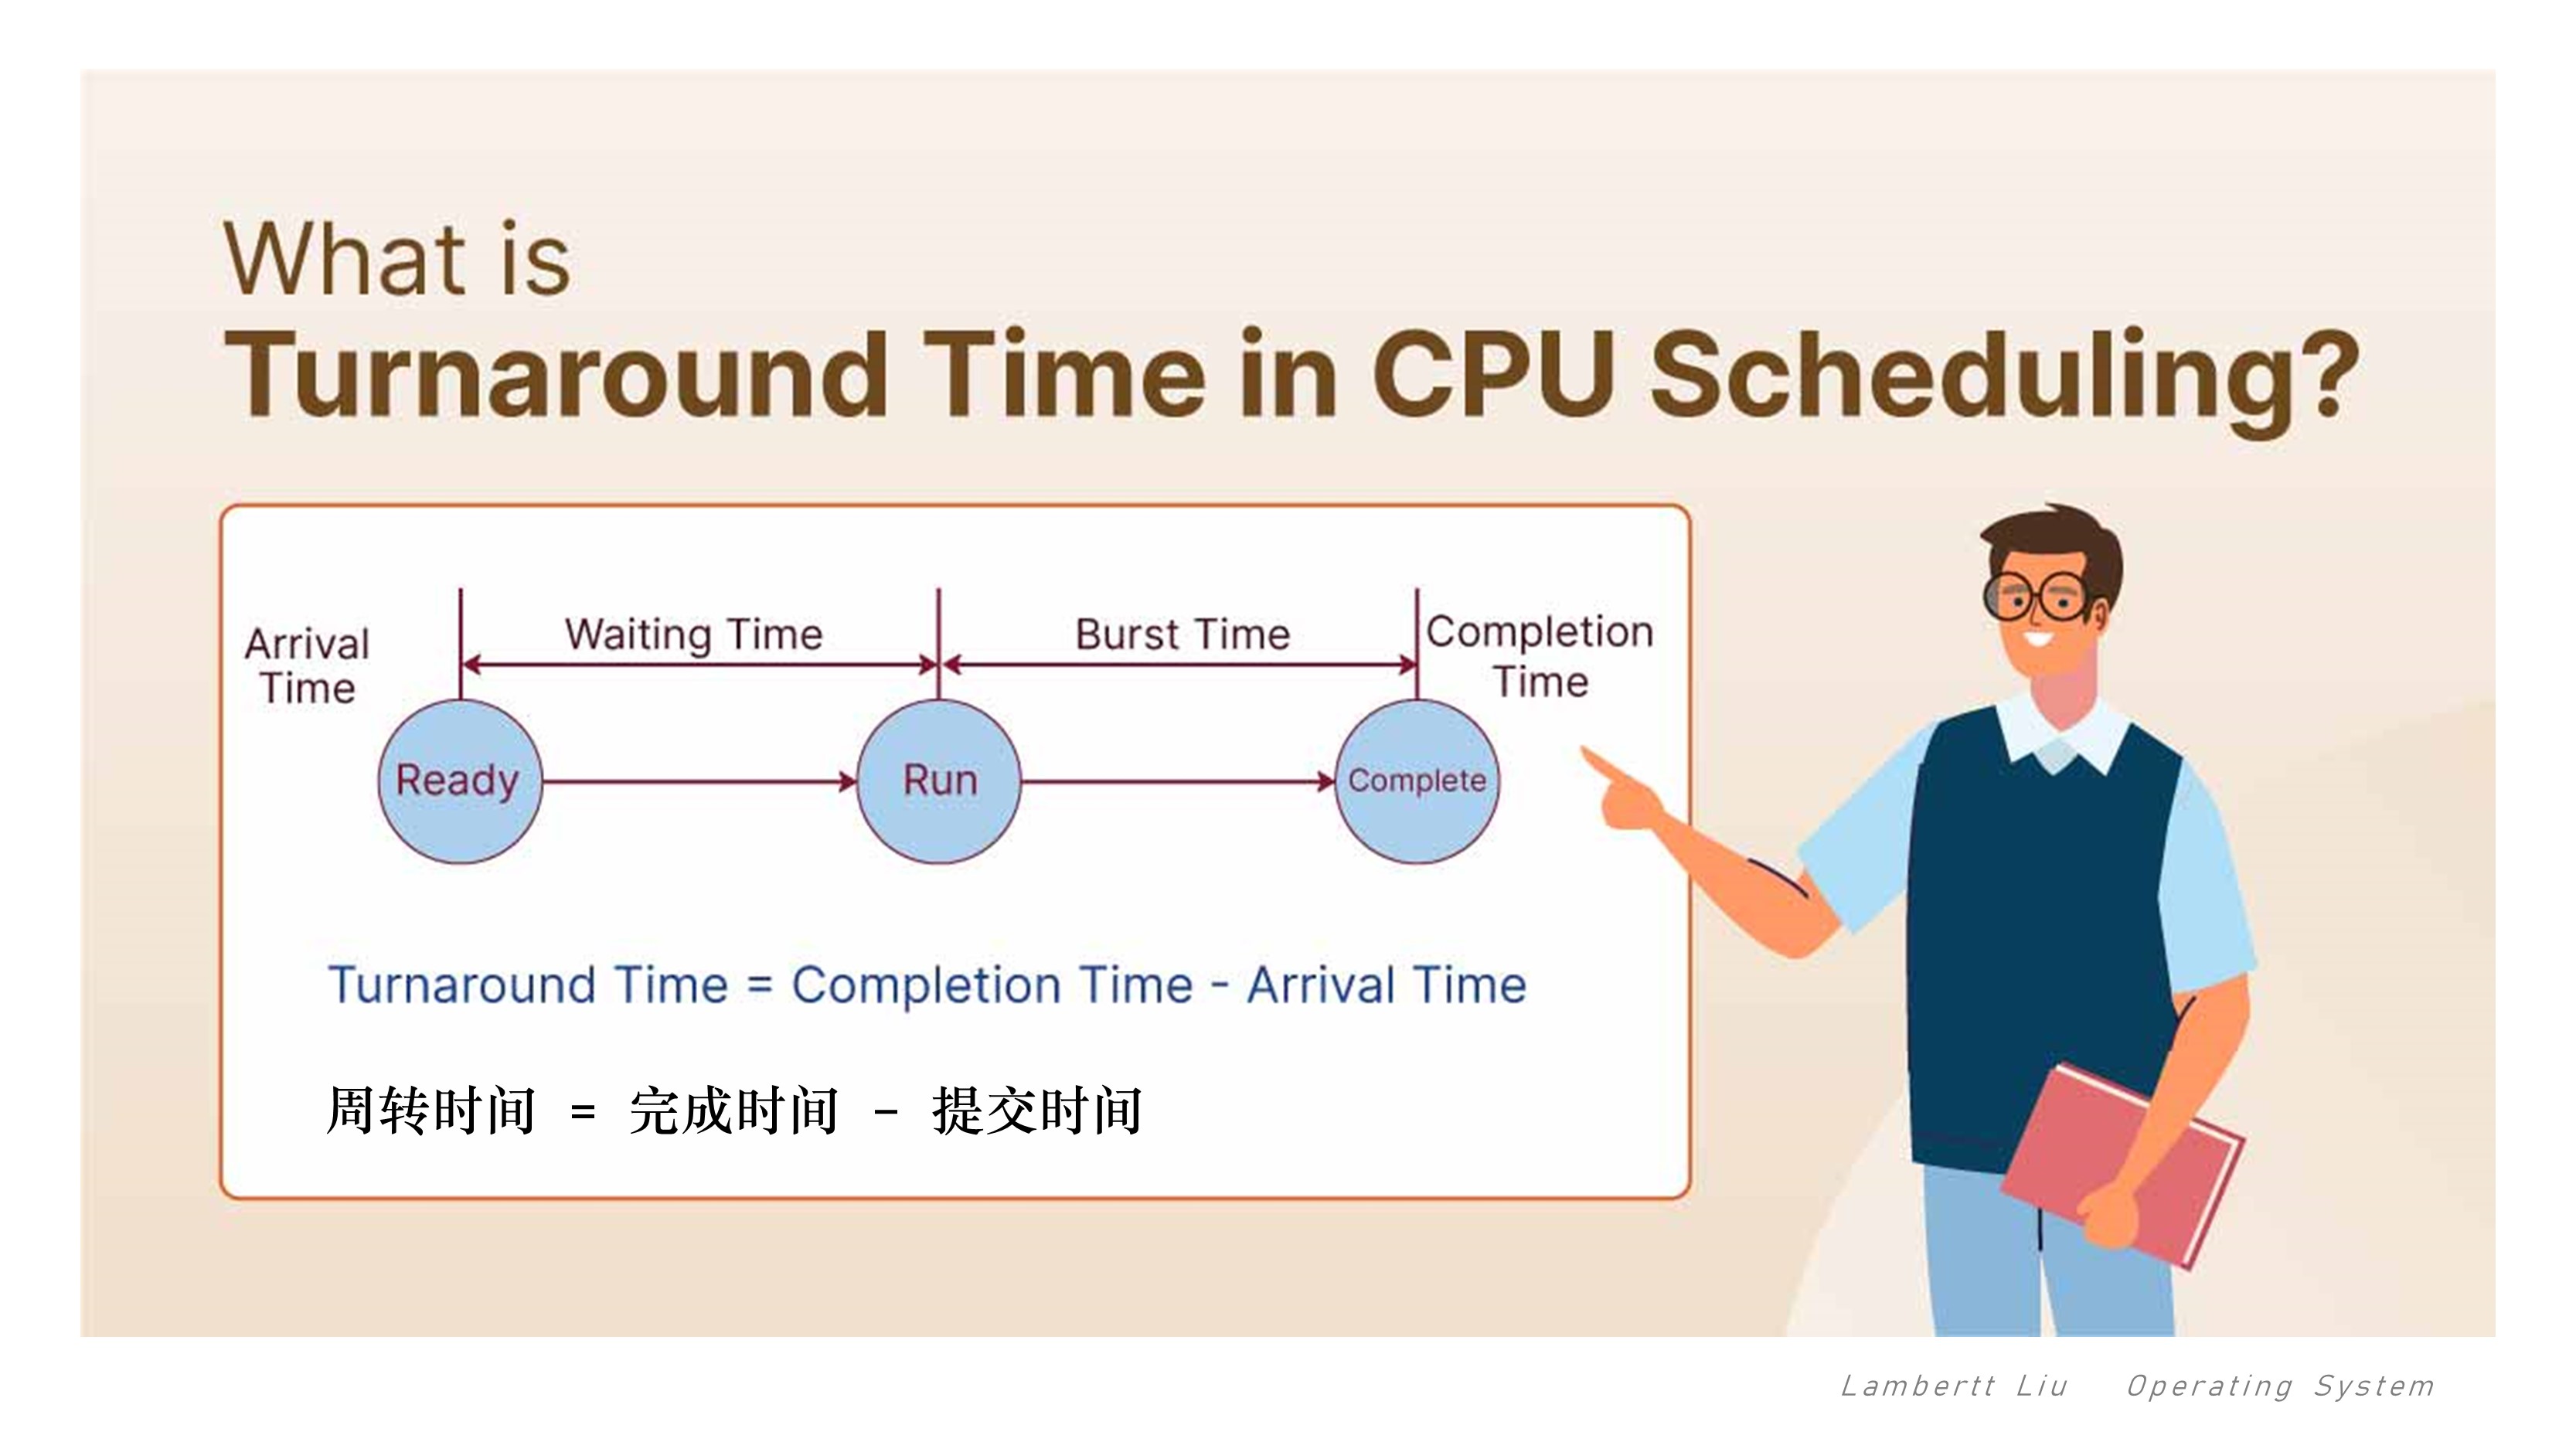 What is
Turnaround Time in CPU Scheduling?
Arrival
Time
Waiting Time
Burst Time
Completion
Time
Ready
Run
Complete
Turnaround Time = Completion Time - Arrival Time
周转时间 = 完成时间 - 提交时间
Lambertt Liu Operating System